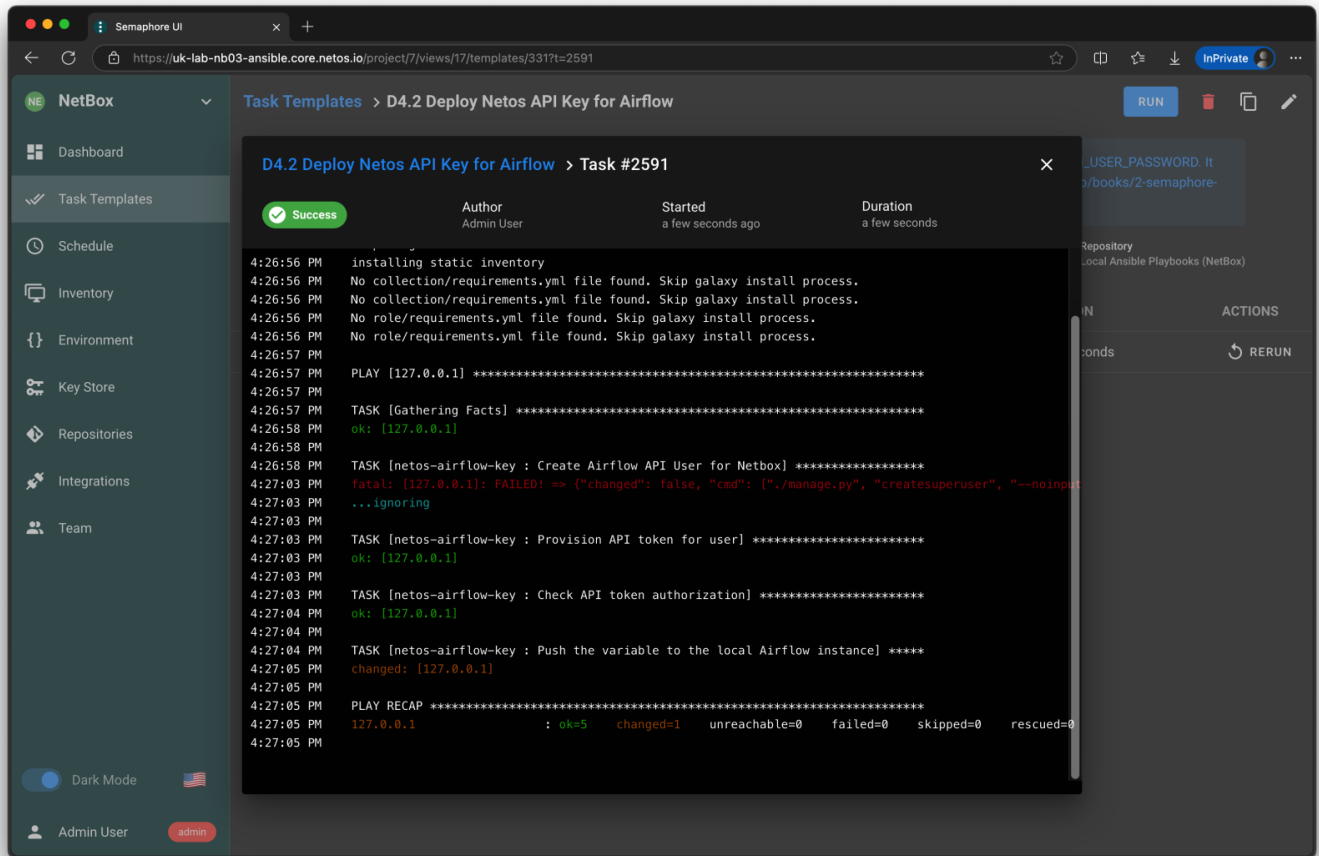 Semaphore UI
https://uk-lab-nb03-ansible.core.netos.io/project/7/views/17/templates/331?t=2591
InPrivate
NE NetBox
Task Templates > D4.2 Deploy Netos API Key for Airflow
RUN
Dashboard
Task Templates
Schedule
Inventory
Environment
Key Store
Repositories
Integrations
Team
Dark Mode
Admin User
admin
_USER_PASSWORD. It
/books/2-semaphore-
Repository
Local Ansible Playbooks (NetBox)
ACTIONS
RERUN
D4.2 Deploy Netos API Key for Airflow > Task #2591
Success
Author
Admin User
Started
a few seconds ago
Duration
a few seconds
4:26:56 PM installing static inventory
4:26:56 PM No collection/requirements.yml file found. Skip galaxy install process.
4:26:56 PM No collection/requirements.yml file found. Skip galaxy install process.
4:26:56 PM No role/requirements.yml file found. Skip galaxy install process.
4:26:56 PM No role/requirements.yml file found. Skip galaxy install process.
4:26:57 PM
4:26:57 PM PLAY [127.0.0.1] ***************************************************************
4:26:57 PM
4:26:57 PM TASK [Gathering Facts] *********************************************************
4:26:58 PM ok: [127.0.0.1]
4:26:58 PM
4:26:58 PM TASK [netos-airflow-key : Create Airflow API User for Netbox] ******************
4:27:03 PM fatal: [127.0.0.1]: FAILED! => {"changed": false, "cmd": ["./manage.py", "createsuperuser", "--noinput
4:27:03 PM ...ignoring
4:27:03 PM
4:27:03 PM TASK [netos-airflow-key : Provision API token for user] ************************
4:27:03 PM ok: [127.0.0.1]
4:27:03 PM
4:27:03 PM TASK [netos-airflow-key : Check API token authorization] ***********************
4:27:04 PM ok: [127.0.0.1]
4:27:04 PM
4:27:04 PM TASK [netos-airflow-key : Push the variable to the local Airflow instance] *****
4:27:05 PM changed: [127.0.0.1]
4:27:05 PM
4:27:05 PM PLAY RECAP *********************************************************************
4:27:05 PM 127.0.0.1 : ok=5 changed=1 unreachable=0 failed=0 skipped=0 rescued=0
4:27:05 PM